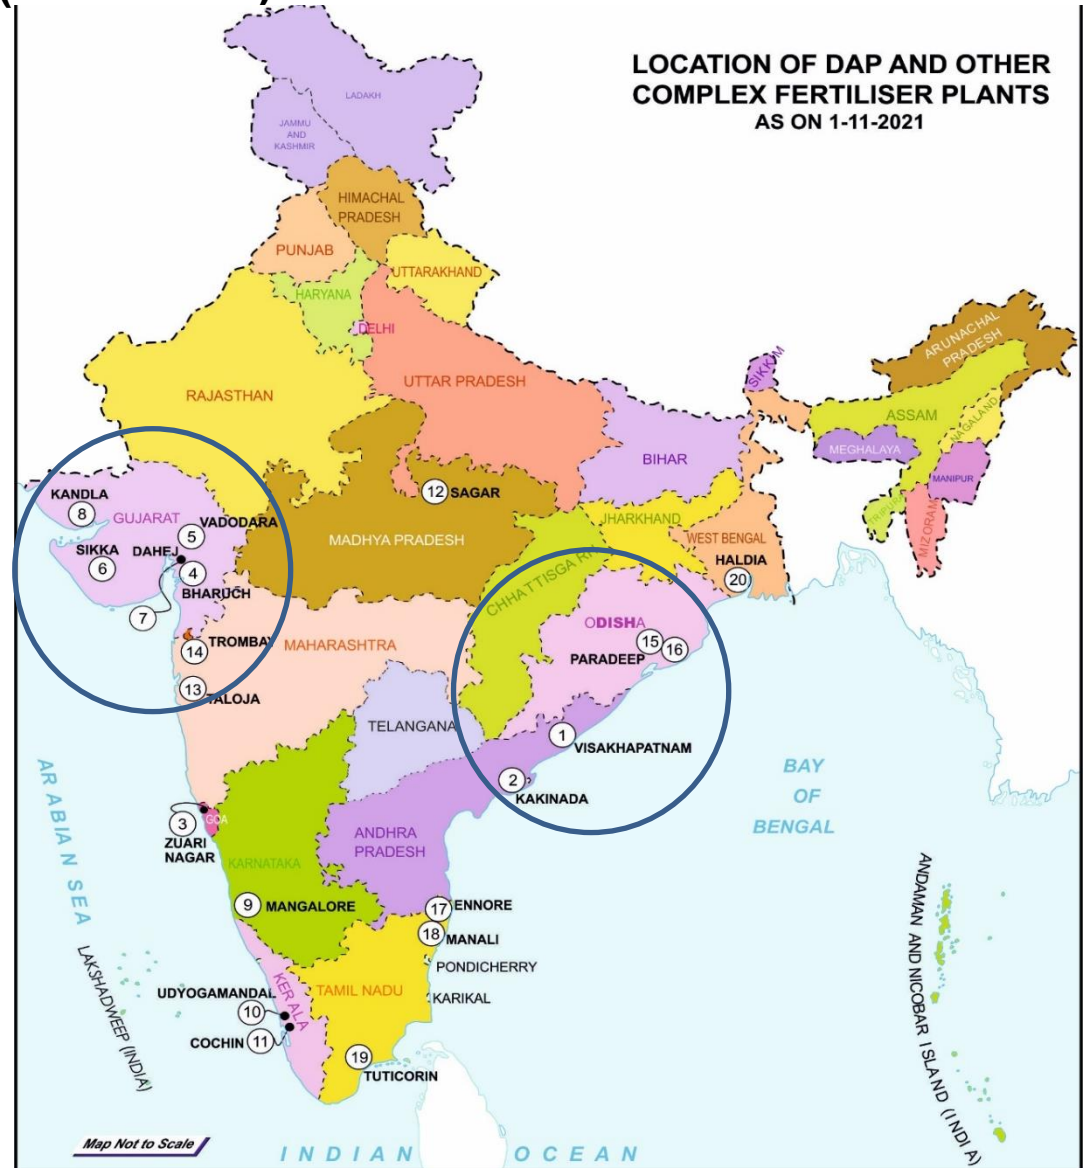 LOCATION OF DAP AND OTHER
COMPLEX FERTILISER PLANTS
AS ON 1-11-2021
LADAKH
JAMMU
AND
KASHMIR
HIMACHAL
PRADESH
PUNJAB
UTTARAKHAND
HARYANA
DELHI
RAJASTHAN
UTTAR PRADESH
SIKKIM
ARUNACHAL
PRADESH
ASSAM
NAGALAND
MEGHALAYA
MANIPUR
TRIPURA
MIZORAM
BIHAR
12 SAGAR
KANDLA
8
GUJARAT
VADODARA
5
SIKKA
6
DAHEJ
4
BHARUCH
7
MADHYA PRADESH
JHARKHAND
WEST BENGAL
HALDIA
20
CHHATTISGA RH
ODISHA
15
16
PARADEEP
TROMBAY
14
MAHARASHTRA
13
TALOJA
TELANGANA
1
VISAKHAPATNAM
2
KAKINADA
BAY
OF
BENGAL
ARABIAN SEA
GOA
3
ZUARI
NAGAR
ANDHRA
PRADESH
KARNATAKA
9 MANGALORE
17 ENNORE
18 MANALI
PONDICHERRY
KARIKAL
TAMIL NADU
KERALA
UDYOGAMANDAL
10
COCHIN 11
19
TUTICORIN
LAKSHADWEEP (INDIA)
ANDAMAN AND NICOBAR ISLAND (INDIA)
Map Not to Scale
INDIAN OCEAN